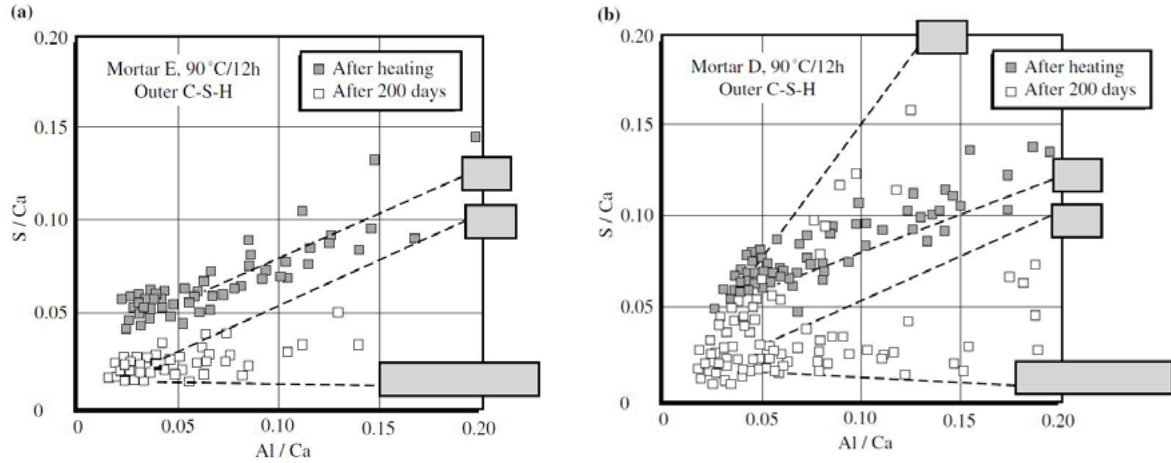 (a)
0.20
Mortar E, 90°C/12h
Outer C-S-H
After heating
After 200 days
0.15
0.10
0.05
0
S / Ca
0 0.05 0.10 0.15 0.20
Al / Ca
(b)
0.20
Mortar D, 90°C/12h
Outer C-S-H
After heating
After 200 days
0.15
0.10
0.05
0
S / Ca
0 0.05 0.10 0.15 0.20
Al / Ca